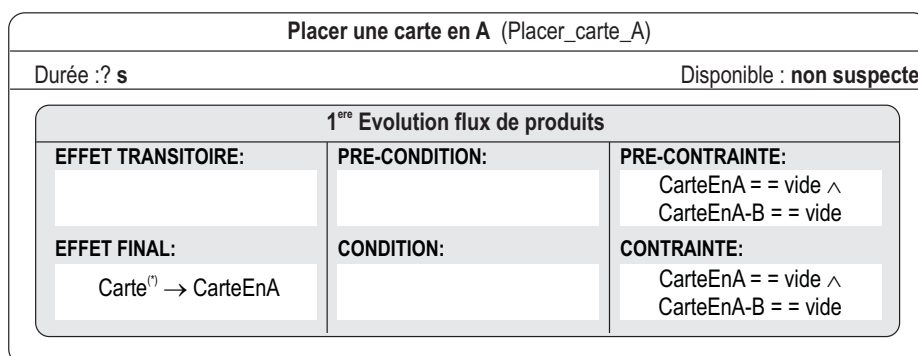 Placer une carte en A (Placer_carte_A)
Durée :? s Disponible : non suspecte
1ere Evolution flux de produits
EFFET TRANSITOIRE: PRE-CONDITION: PRE-CONTRAINTE:
CarteEnA = = vide ∧
CarteEnA-B = = vide
EFFET FINAL: CONDITION: CONTRAINTE:
Carte(*) → CarteEnA CarteEnA = = vide ∧
CarteEnA-B = = vide